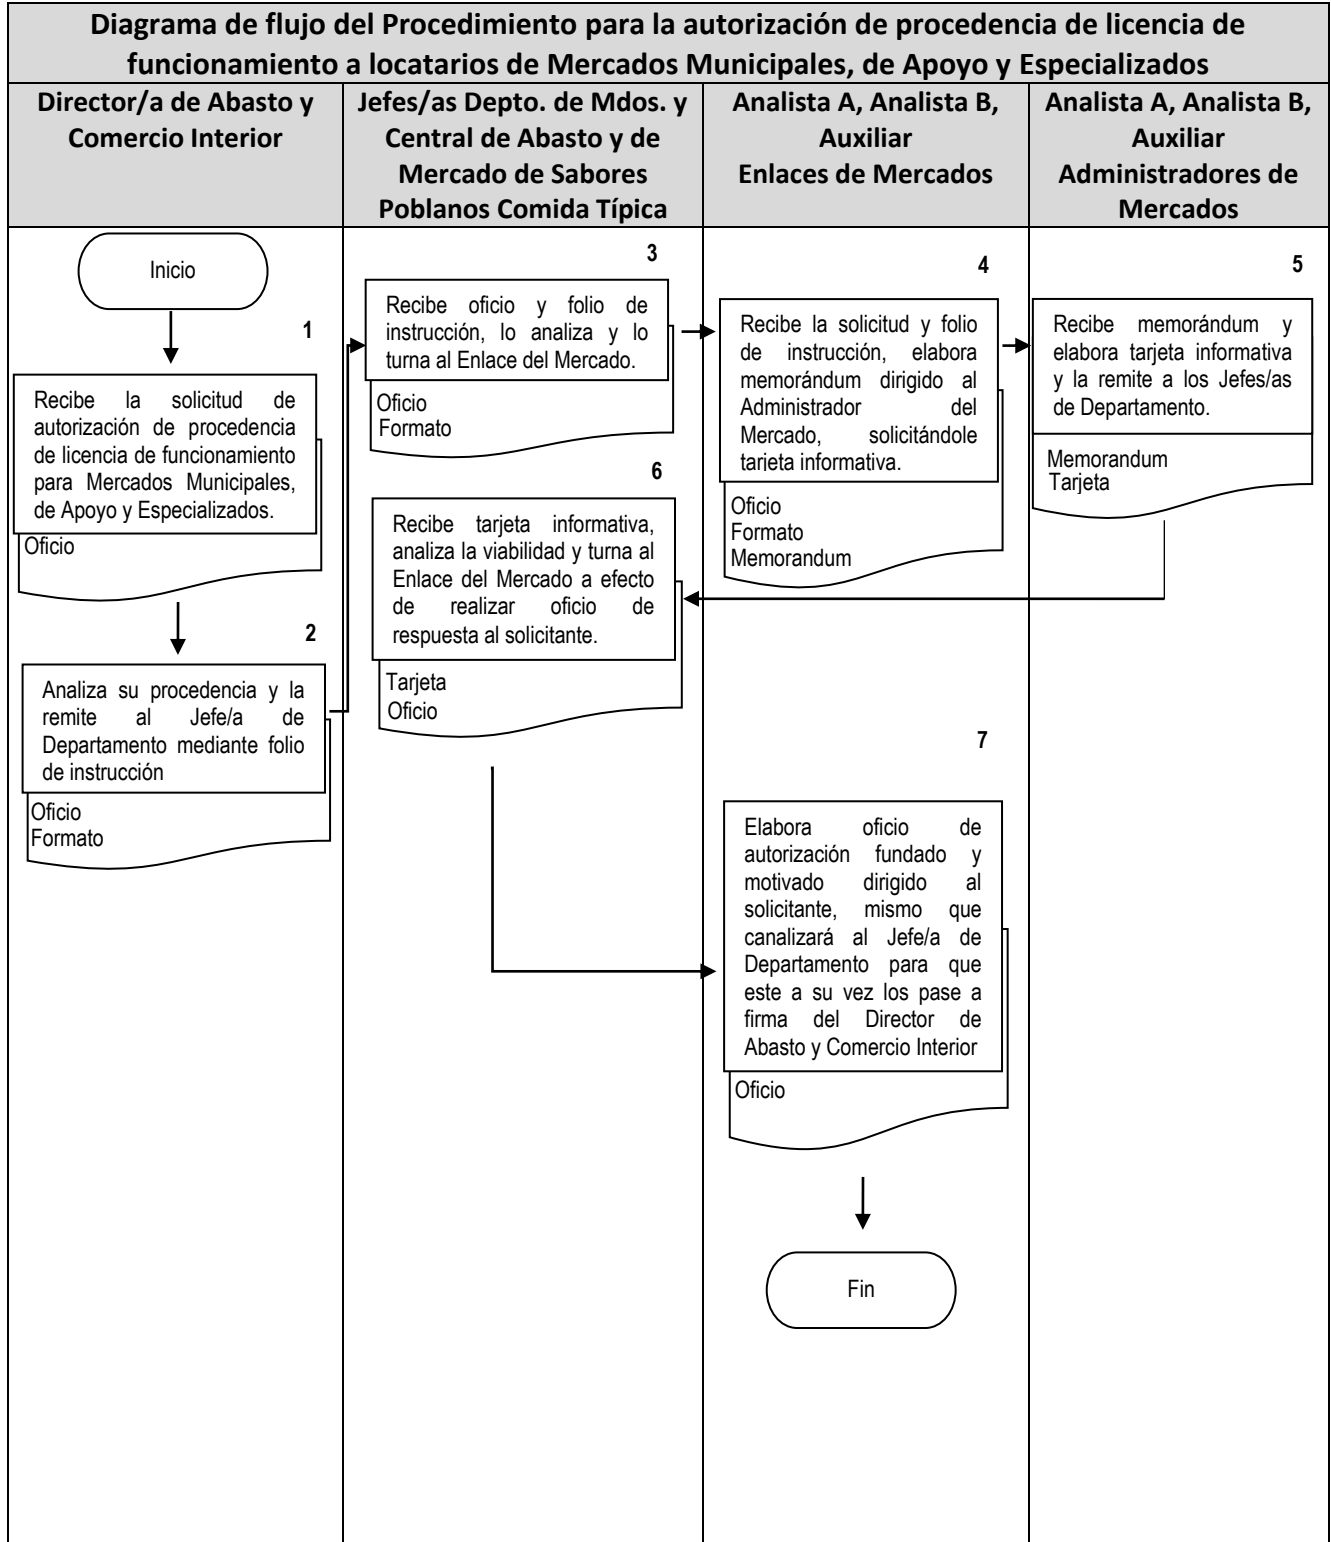 Diagrama de flujo del Procedimiento para la autorización de procedencia de licencia de
funcionamiento a locatarios de Mercados Municipales, de Apoyo y Especializados
Director/a de Abasto y
Comercio Interior
Jefes/as Depto. de Mdos. y
Central de Abasto y de
Mercado de Sabores
Poblanos Comida Típica
Analista A, Analista B,
Auxiliar
Enlaces de Mercados
Analista A, Analista B,
Auxiliar
Administradores de
Mercados
Inicio
1
Recibe la solicitud de
autorización de procedencia
de licencia de funcionamiento
para Mercados Municipales,
de Apoyo y Especializados.
Oficio
2
Analiza su procedencia y la
remite al Jefe/a de
Departamento mediante folio
de instrucción
Oficio
Formato
3
Recibe oficio y folio de
instrucción, lo analiza y lo
turna al Enlace del Mercado.
Oficio
Formato
4
Recibe la solicitud y folio
de instrucción, elabora
memorándum dirigido al
Administrador del
Mercado, solicitándole
tarjeta informativa.
Oficio
Formato
Memorandum
5
Recibe memorándum y
elabora tarjeta informativa
y la remite a los Jefes/as
de Departamento.
Memorandum
Tarjeta
6
Recibe tarjeta informativa,
analiza la viabilidad y turna al
Enlace del Mercado a efecto
de realizar oficio de
respuesta al solicitante.
Tarjeta
Oficio
7
Elabora oficio de
autorización fundado y
motivado dirigido al
solicitante, mismo que
canalizará al Jefe/a de
Departamento para que
este a su vez los pase a
firma del Director de
Abasto y Comercio Interior
Oficio
Fin